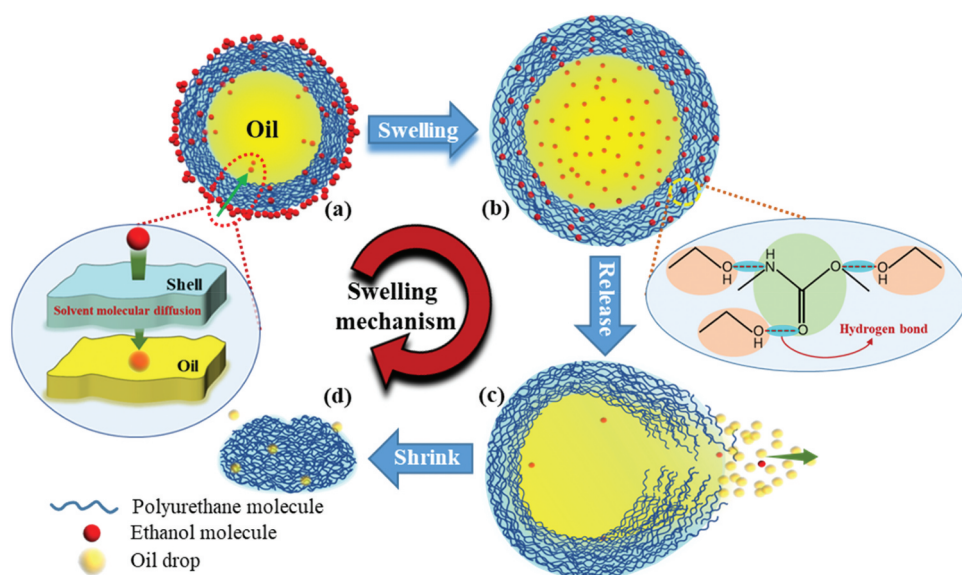 Oil
Swelling
(a)
(b)
Shell
Solvent molecular diffusion
Oil
Swelling
mechanism
Release
H
N
O
O
O
H
O
H
O
H
Hydrogen bond
(d)
(c)
Shrink
Polyurethane molecule
Ethanol molecule
Oil drop